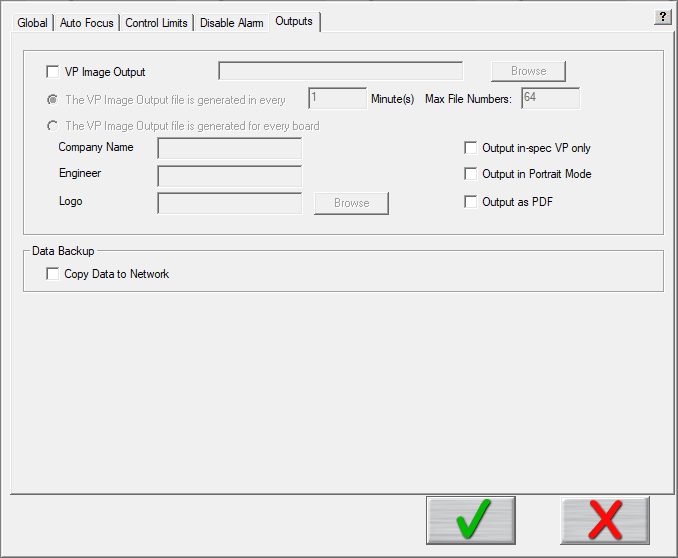 Global Auto Focus Control Limits Disable Alarm Outputs ?
VP Image Output Browse
The VP Image Output file is generated in every 1 Minute(s) Max File Numbers: 64
The VP Image Output file is generated for every board
Company Name Output in-spec VP only
Engineer Output in Portrait Mode
Logo Browse Output as PDF
Data Backup
Copy Data to Network